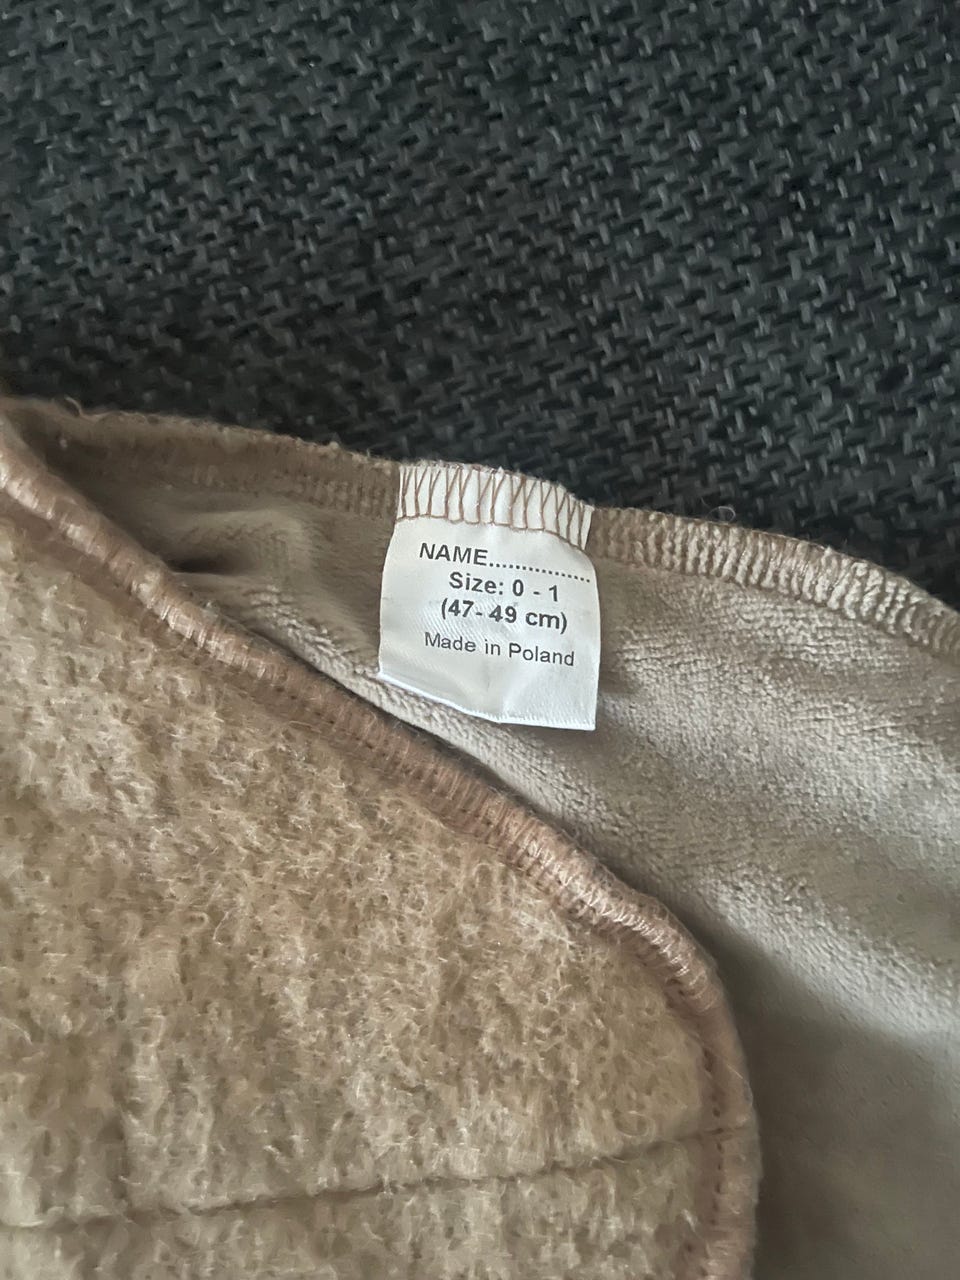 NAME..................
Size: 0 - 1
(47- 49 cm)
Made in Poland